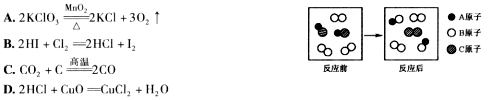 A. 2KClO₃ =MnO₂/△= 2KCl + 3O₂ ↑
B. 2HI + Cl₂ = 2HCl + I₂
C. CO₂ + C =高温= 2CO
D. 2HCl + CuO = CuCl₂ + H₂O
A原子
B原子
C原子
反应前
反应后